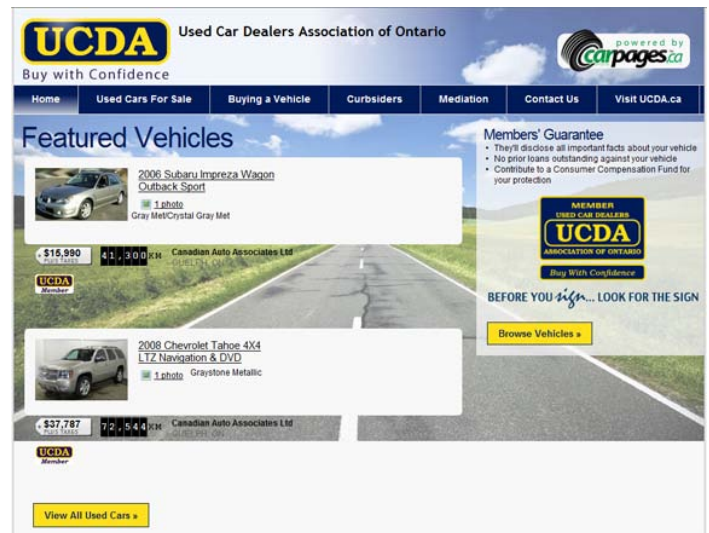 UCDA
Used Car Dealers Association of Ontario
Buy with Confidence
powered by
carpages.ca
Home Used Cars For Sale Buying a Vehicle Curbsiders Mediation Contact Us Visit UCDA.ca
Featured Vehicles
2006 Subaru Impreza Wagon
Outback Sport
1 photo
Gray Met/Crystal Gray Met
$15,990
PLUS TAXES
41,300 KM
Canadian Auto Associates Ltd
GUELPH, ON
UCDA
Member
2008 Chevrolet Tahoe 4X4
LTZ Navigation & DVD
1 photo Graystone Metallic
$37,787
PLUS TAXES
72,544 KM
Canadian Auto Associates Ltd
GUELPH, ON
UCDA
Member
View All Used Cars »
Members' Guarantee
• They'll disclose all important facts about your vehicle
• No prior loans outstanding against your vehicle
• Contribute to a Consumer Compensation Fund for
your protection
MEMBER
USED CAR DEALERS
UCDA
ASSOCIATION OF ONTARIO
Buy With Confidence
BEFORE YOU sign... LOOK FOR THE SIGN
Browse Vehicles »